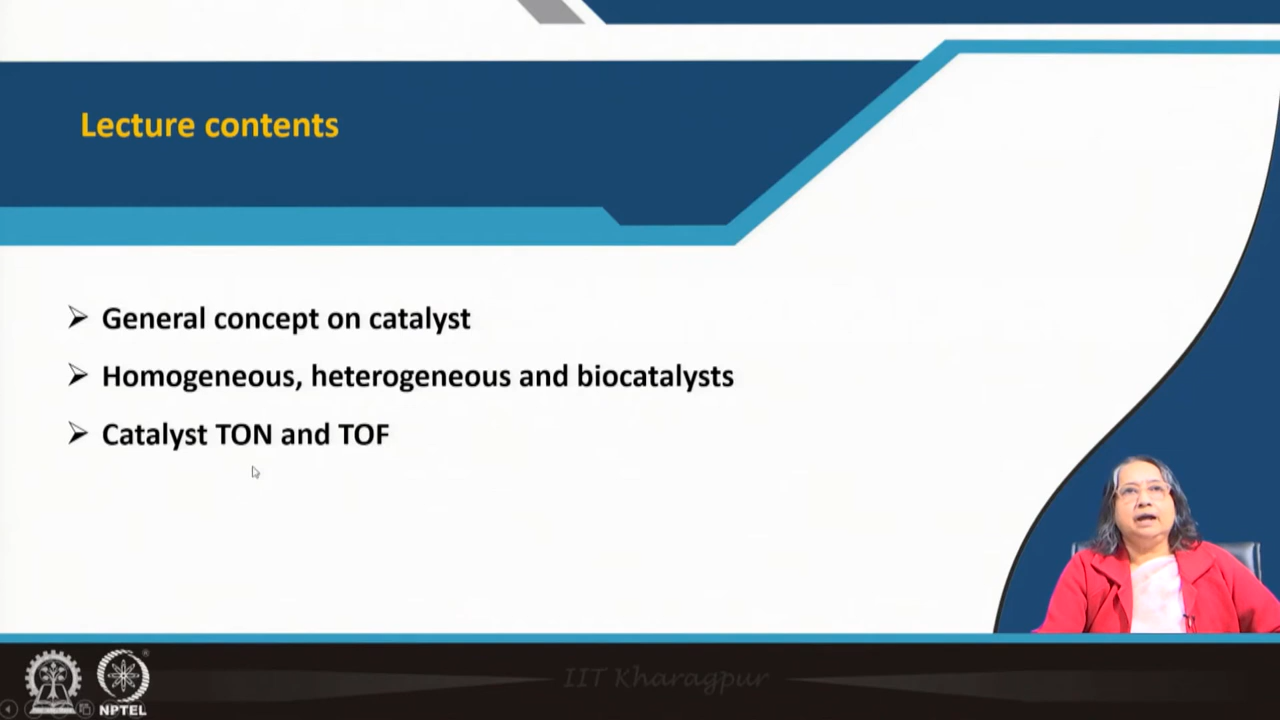 Lecture contents
➢ General concept on catalyst
➢ Homogeneous, heterogeneous and biocatalysts
➢ Catalyst TON and TOF
IIT Kharagpur
NPTEL